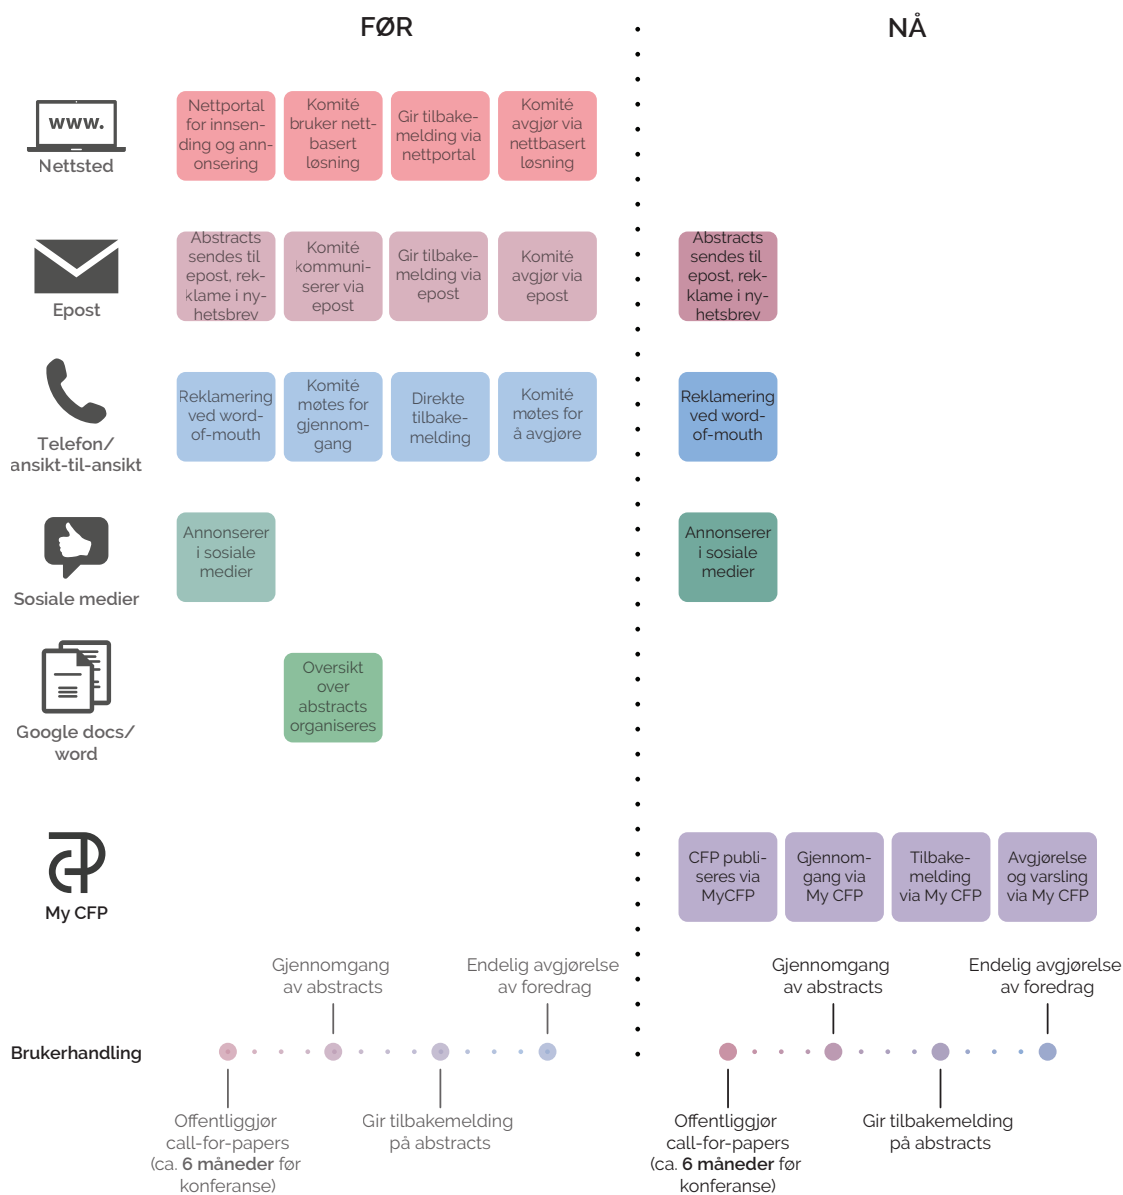 FØR
NÅ
www.
Nettsted
Nettportal
for innsen-
ding og ann-
onsering
Komité
bruker nett-
basert
løsning
Gir tilbake-
melding via
nettportal
Komité
avgjør via
nettbasert
løsning
Epost
Abstracts
sendes til
epost, rek-
klame i ny-
hetsbrev
Komité
kommuni-
serer via
epost
Gir tilbake-
melding via
epost
Komité
avgjør via
epost
Abstracts
sendes til
epost, rek-
klame i ny-
hetsbrev
Telefon/
ansikt-til-ansikt
Reklamering
ved word-
of-mouth
Komité
møtes for
gjennom-
gang
Direkte
tilbake-
melding
Komité
møtes for
å avgjøre
Reklamering
ved word-
of-mouth
Sosiale medier
Annonserer
i sosiale
medier
Annonserer
i sosiale
medier
Google docs/
word
Oversikt
over
abstracts
organiseres
My CFP
CFP publi-
seres via
MyCFP
Gjennom-
gang via
My CFP
Tilbake-
melding
via My CFP
Avgjørelse
og varsling
via My CFP
Brukerhandling
Gjennomgang
av abstracts
Endelig avgjørelse
av foredrag
Offentliggjør
call-for-papers
(ca. 6 måneder før
konferanse)
Gir tilbakemelding
på abstracts
Gjennomgang
av abstracts
Endelig avgjørelse
av foredrag
Offentliggjør
call-for-papers
(ca. 6 måneder før
konferanse)
Gir tilbakemelding
på abstracts